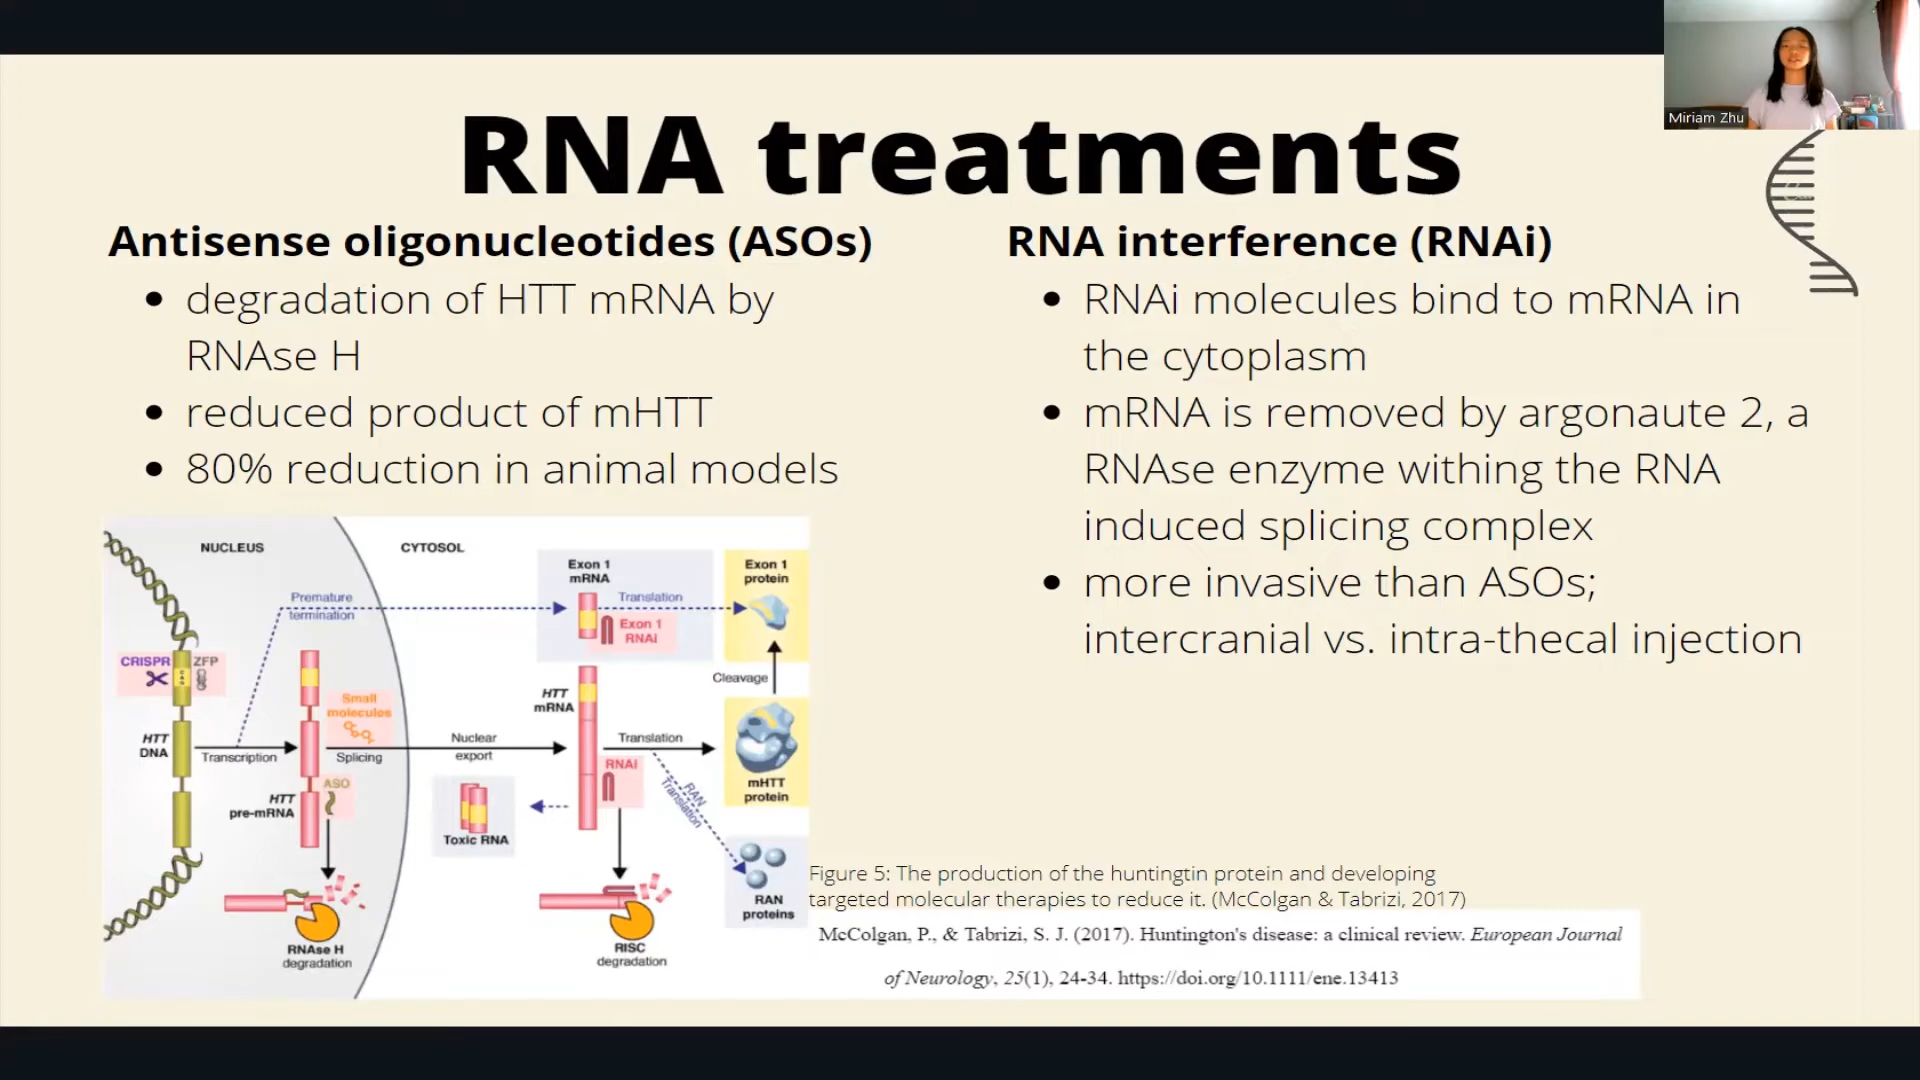 Miriam Zhu
RNA treatments
Antisense oligonucleotides (ASOs)
• degradation of HTT mRNA by
RNAse H
• reduced product of mHTT
• 80% reduction in animal models
RNA interference (RNAi)
• RNAi molecules bind to mRNA in
the cytoplasm
• mRNA is removed by argonaute 2, a
RNAse enzyme withing the RNA
induced splicing complex
• more invasive than ASOs;
intercranial vs. intra-thecal injection
NUCLEUS
CYTOSOL
Premature
termination
Exon 1
mRNA
Translation
Exon 1
RNAi
Exon 1
protein
CRISPR
ZFP
CAG
HTT
DNA
Transcription
Small
molecules
Splicing
ASO
HTT
pre-mRNA
Nuclear
export
Toxic RNA
HTT
mRNA
Translation
RNAi
Cleavage
mHTT
protein
RAN
Translation
RAN
proteins
RNAse H
degradation
RISC
degradation
Figure 5: The production of the huntingtin protein and developing
targeted molecular therapies to reduce it. (McColgan & Tabrizi, 2017)
McColgan, P., & Tabrizi, S. J. (2017). Huntington's disease: a clinical review. European Journal
of Neurology, 25(1), 24-34. https://doi.org/10.1111/ene.13413